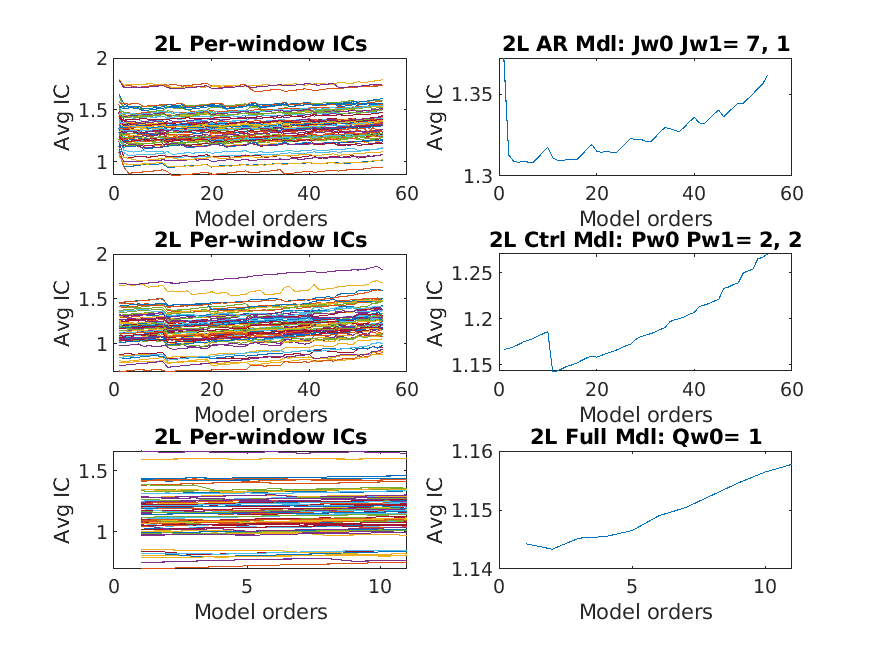 2L Per-window ICs
Avg IC
2
1.5
1
0 20 40 60
Model orders
2L AR Mdl: Jw0 Jw1= 7, 1
Avg IC
1.35
1.3
0 20 40 60
Model orders
2L Per-window ICs
Avg IC
2
1.5
1
0 20 40 60
Model orders
2L Ctrl Mdl: Pw0 Pw1= 2, 2
Avg IC
1.25
1.2
1.15
0 20 40 60
Model orders
2L Per-window ICs
Avg IC
1.5
1
0 5 10
Model orders
2L Full Mdl: Qw0= 1
Avg IC
1.16
1.15
1.14
0 5 10
Model orders